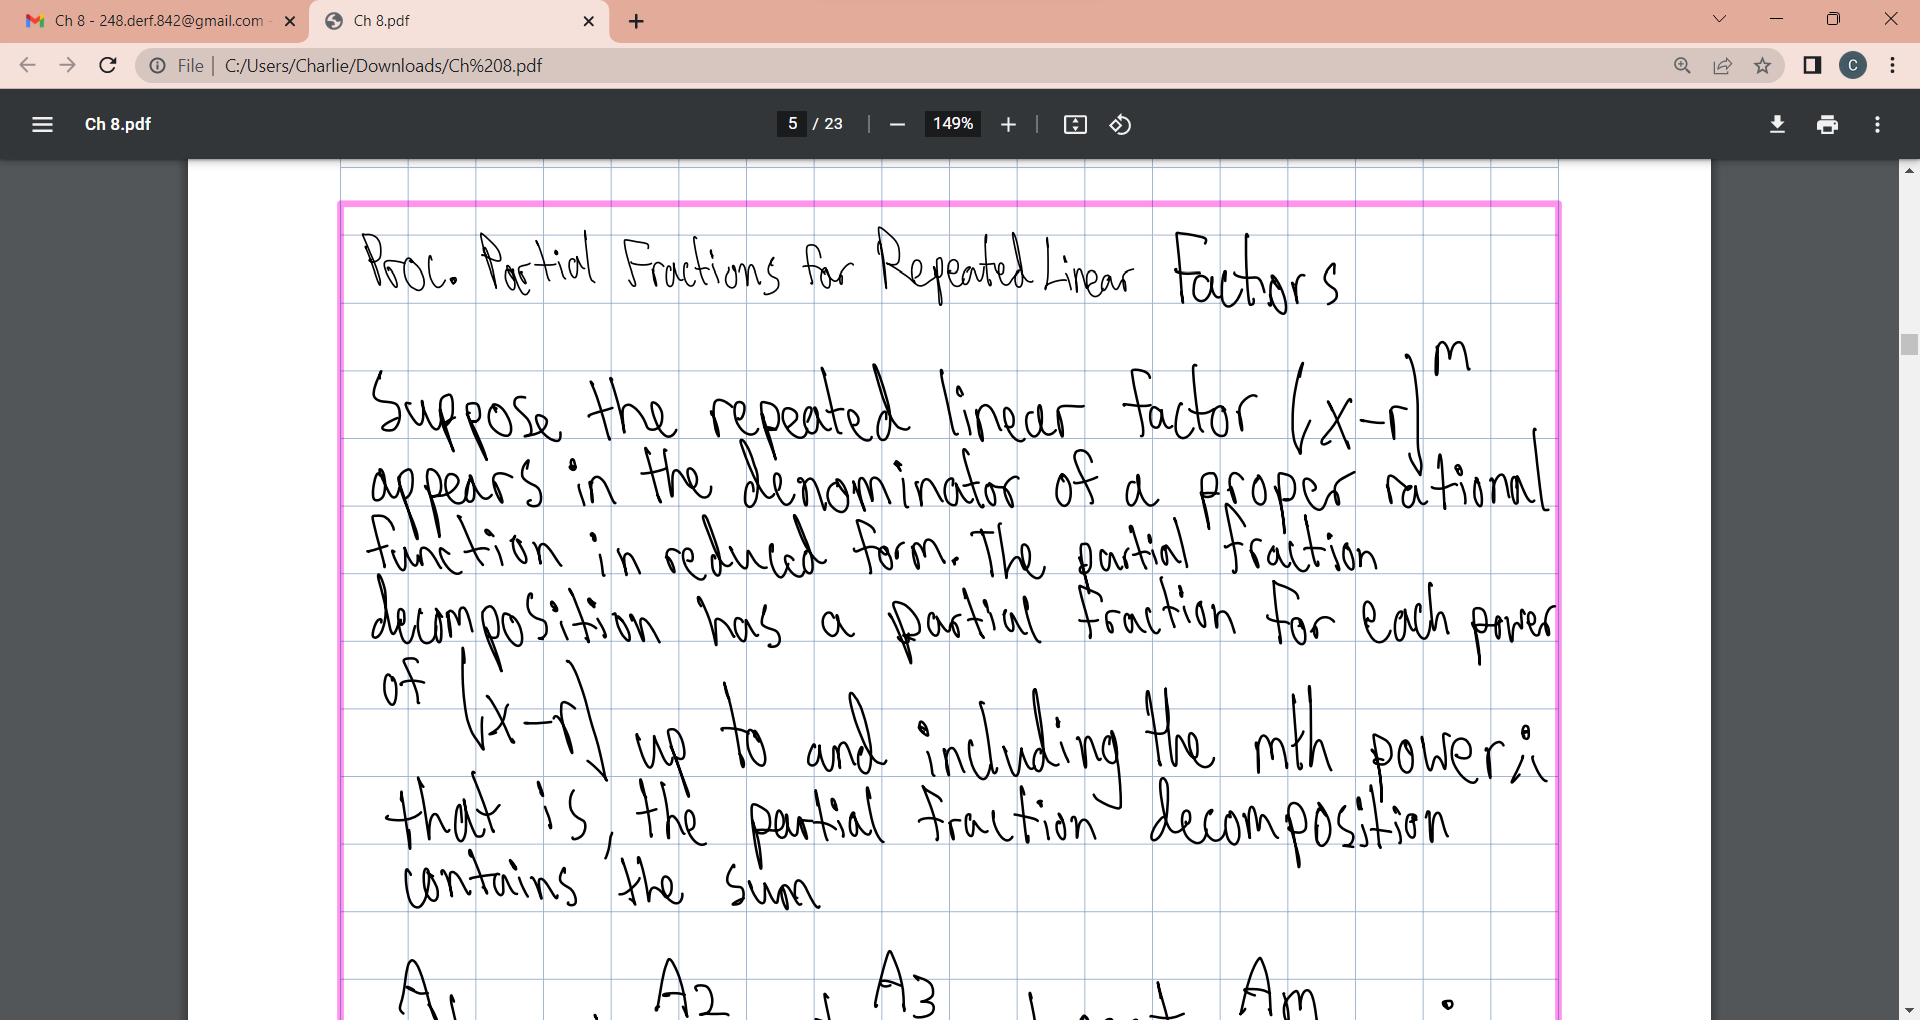 Ch 8 - 248.derf.842@gmail.com -
Ch 8.pdf
File | C:/Users/Charlie/Downloads/Ch%208.pdf
C
Ch 8.pdf
5 / 23
149%
Proc. Partial Fractions for Repeated Linear Factors
Suppose the repeated linear factor (x-r)^m
appears in the denominator of a proper rational
function in reduced form. The partial fraction
decomposition has a partial fraction for each power
of (x-r) up to and including the mth power;
that is, the partial fraction decomposition
contains the sum
A1 A2 A3 Am